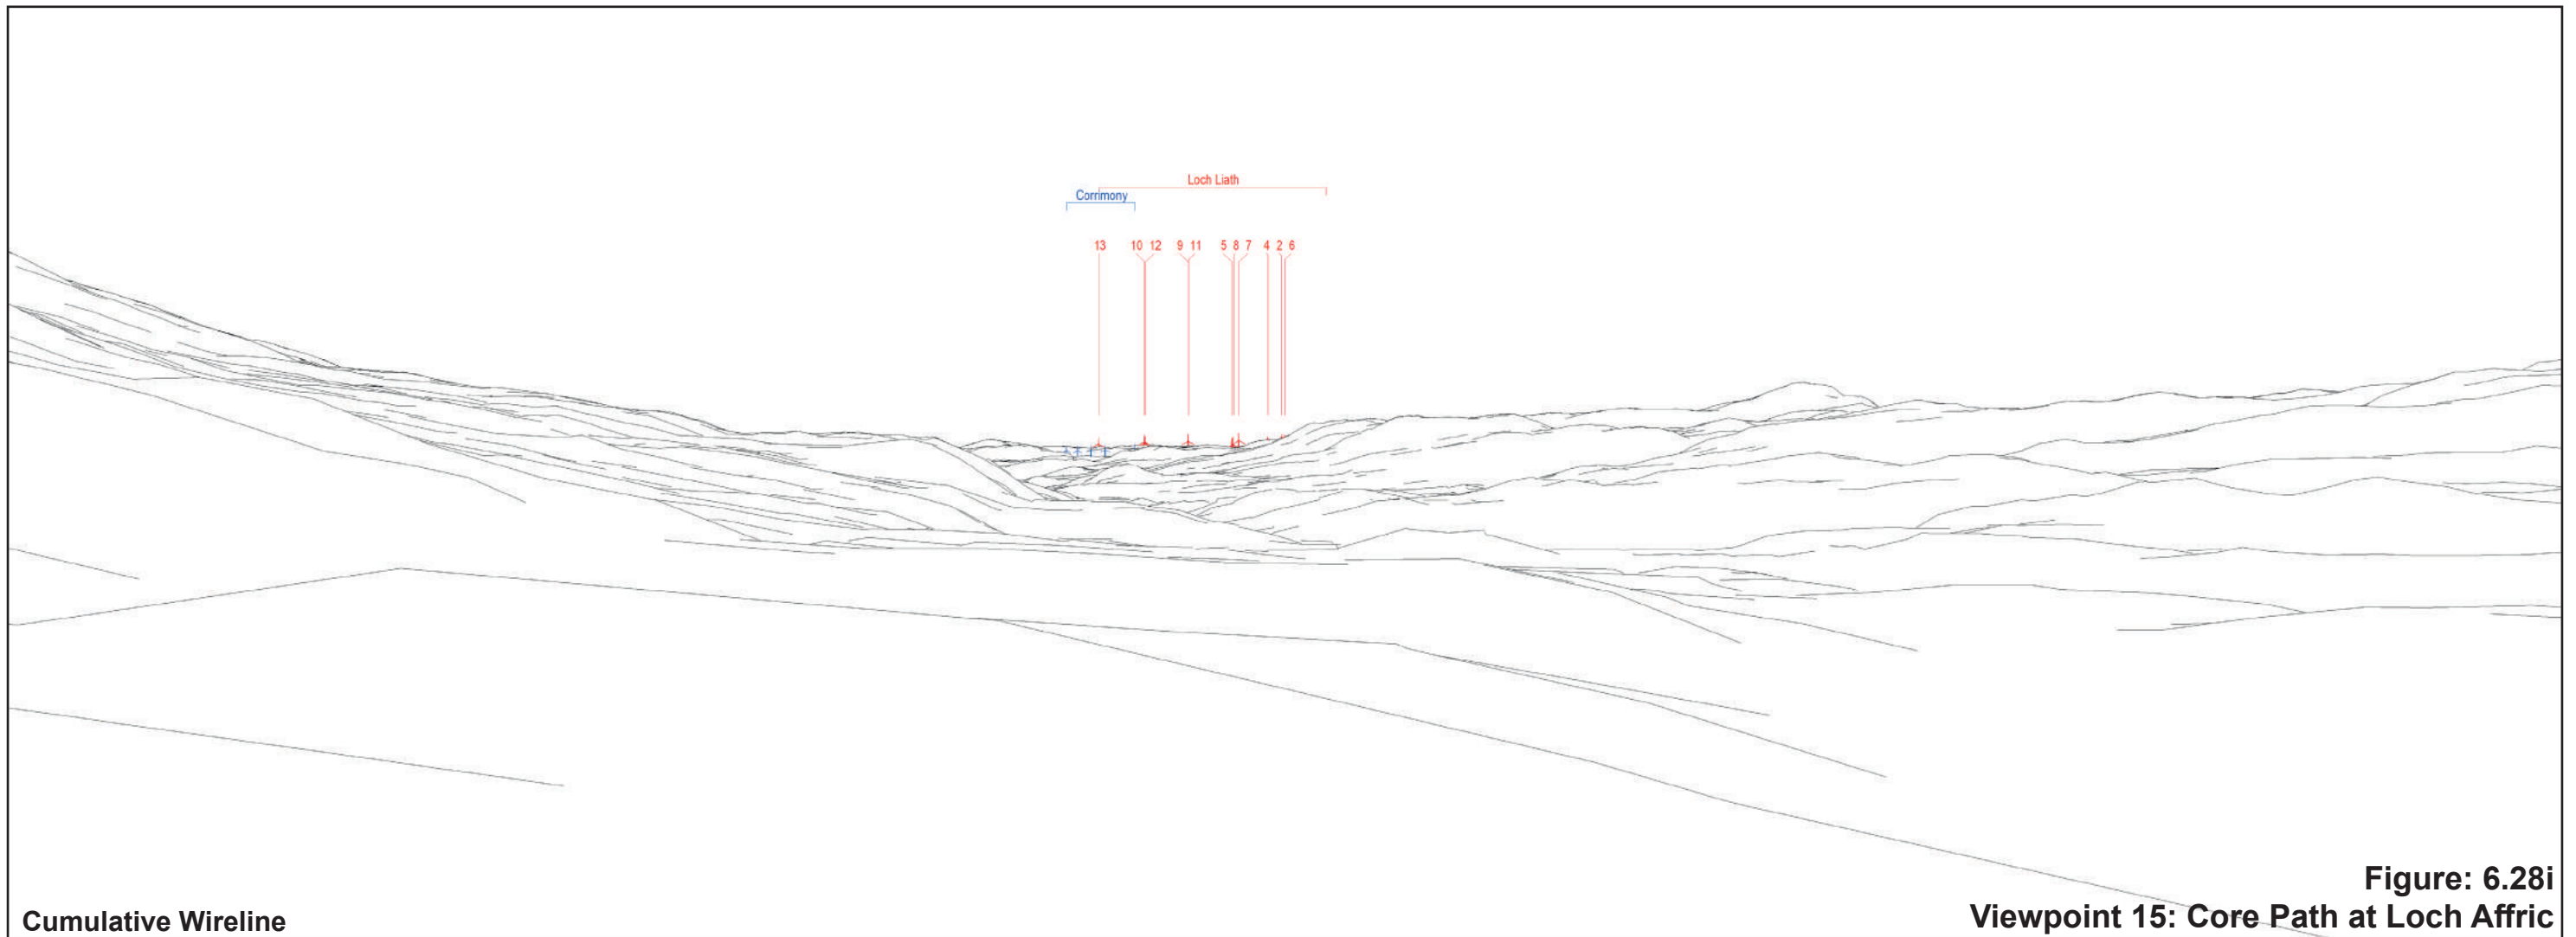 Loch Liath
Corrimony
13 10 12 9 11 5 8 7 4 2 6
Figure: 6.28i
Cumulative Wireline
Viewpoint 15: Core Path at Loch Affric